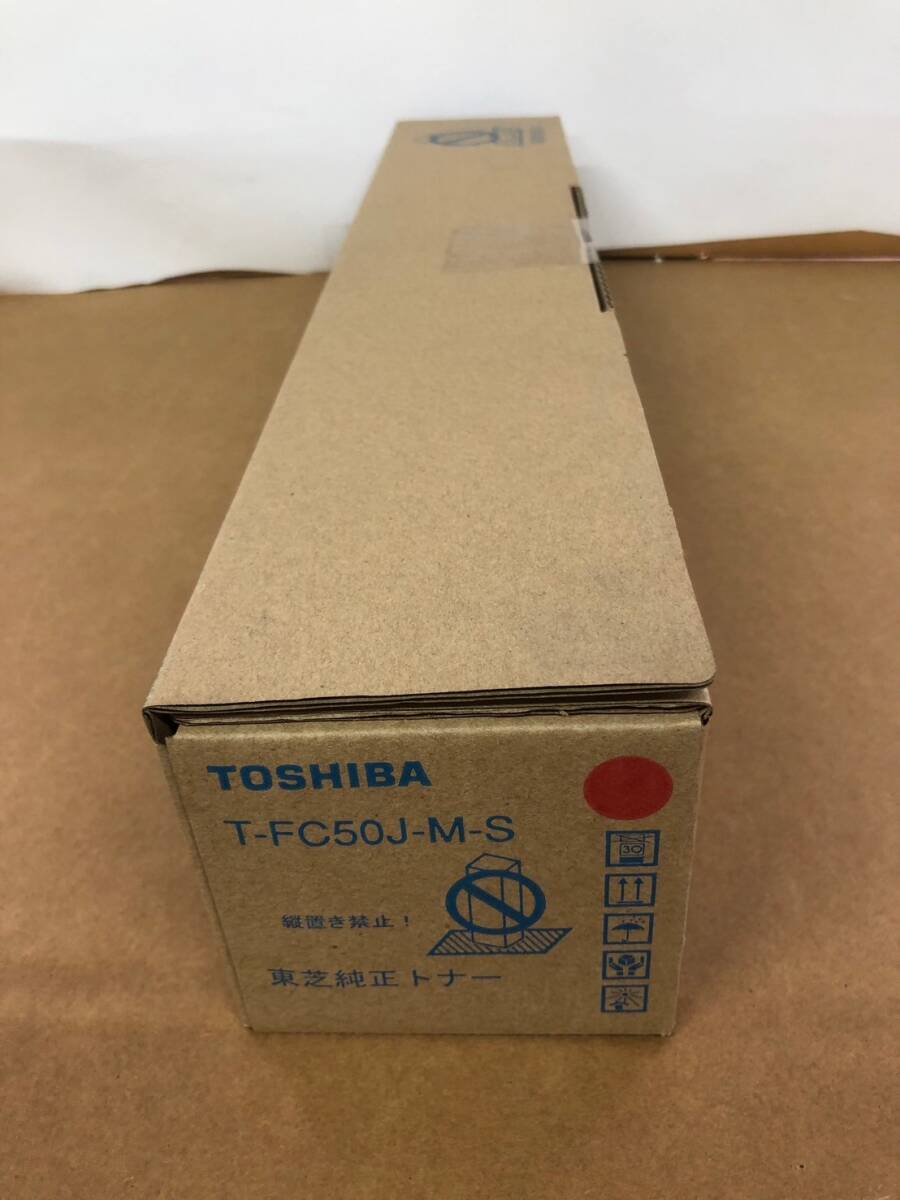 TOSHIBA
T-FC50J-M-S
30
縦置き禁止！
東芝純正トナー